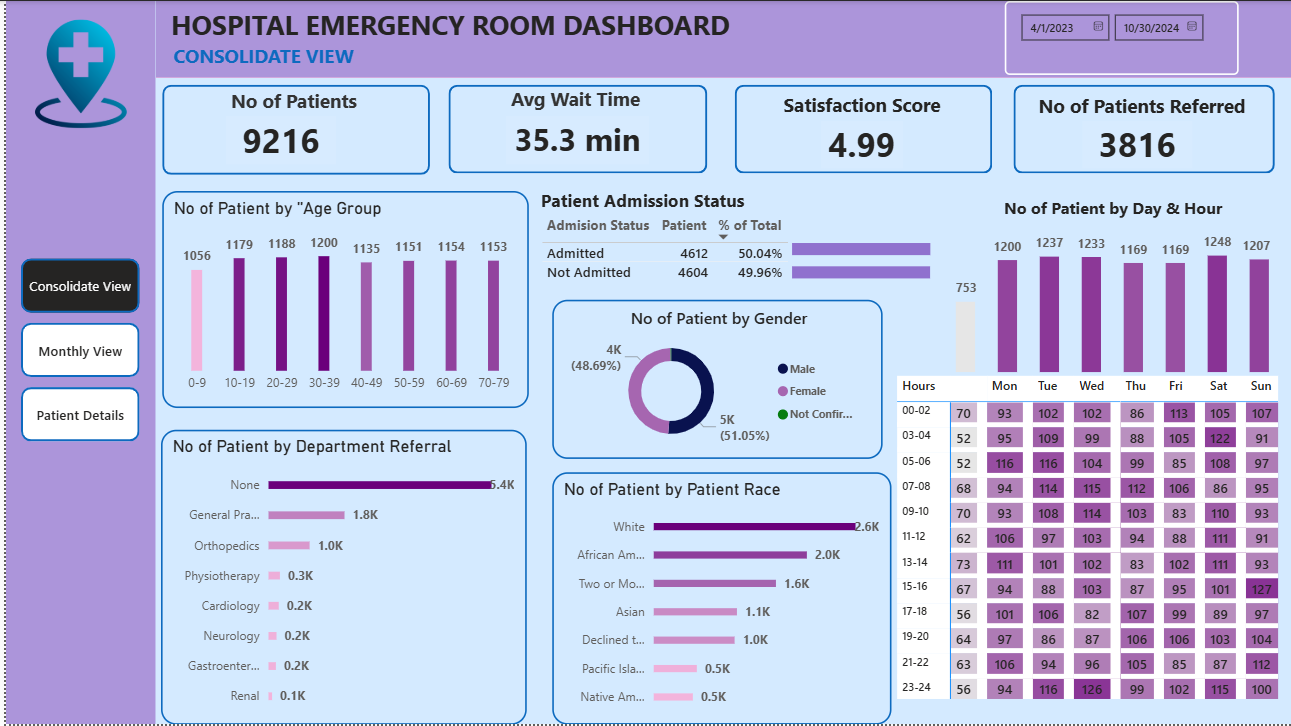 HOSPITAL EMERGENCY ROOM DASHBOARD
CONSOLIDATE VIEW
4/1/2023 10/30/2024
No of Patients
9216
Avg Wait Time
35.3 min
Satisfaction Score
4.99
No of Patients Referred
3816
Consolidate View
Monthly View
Patient Details
No of Patient by "Age Group
1056 1179 1188 1200 1135 1151 1154 1153
0-9 10-19 20-29 30-39 40-49 50-59 60-69 70-79
Patient Admission Status
Admision Status Patient % of Total
Admitted 4612 50.04%
Not Admitted 4604 49.96%
No of Patient by Gender
4K
(48.69%)
5K
(51.05%)
Male
Female
Not Confir...
No of Patient by Department Referral
None 5.4K
General Pra... 1.8K
Orthopedics 1.0K
Physiotherapy 0.3K
Cardiology 0.2K
Neurology 0.2K
Gastroenter... 0.2K
Renal 0.1K
No of Patient by Patient Race
White 2.6K
African Am... 2.0K
Two or Mo... 1.6K
Asian 1.1K
Declined t... 1.0K
Pacific Isla... 0.5K
Native Am... 0.5K
No of Patient by Day & Hour
753 1200 1237 1233 1169 1169 1248 1207
Hours Mon Tue Wed Thu Fri Sat Sun
00-02 70 93 102 102 86 113 105 107
03-04 52 95 109 99 88 105 122 91
05-06 52 116 116 104 99 85 108 97
07-08 68 94 114 115 112 106 86 95
09-10 70 93 108 114 103 83 110 93
11-12 62 106 97 103 94 88 111 91
13-14 73 111 101 102 83 102 111 93
15-16 67 94 88 103 87 95 101 127
17-18 56 101 106 82 107 99 89 97
19-20 64 97 86 87 106 106 103 104
21-22 63 106 94 96 105 85 87 112
23-24 56 94 116 126 99 102 115 100